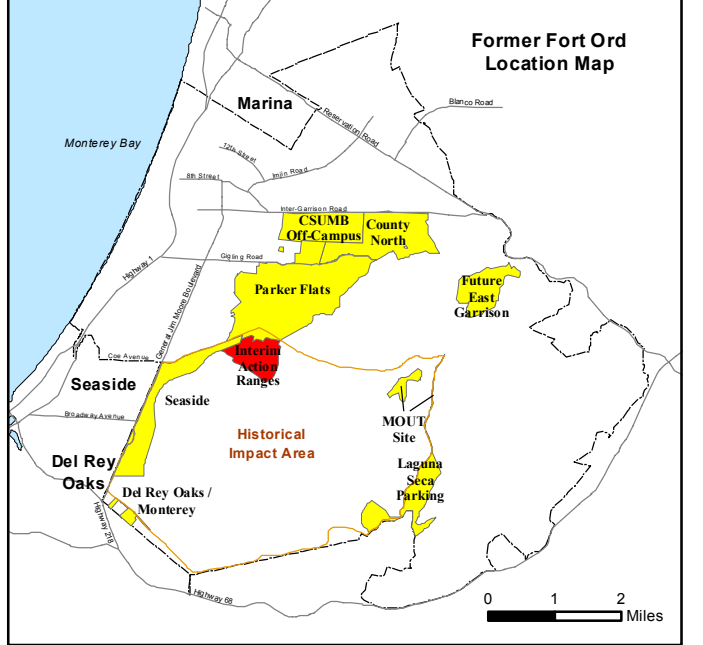 Former Fort Ord
Location Map
Marina
Blanco Road
Reservation Road
Monterey Bay
12th Street
Imjin Road
8th Street
Inter-Garrison Road
CSUMB
Off-Campus
County
North
Gigling Road
Highway 1
General Jim Moore Boulevard
Parker Flats
Future
East
Garrison
Coe Avenue
Interim
Action
Ranges
Seaside
Seaside
Broadway Avenue
MOUT
Site
Historical
Impact Area
Del Rey
Oaks
Laguna
Seca
Parking
Del Rey Oaks /
Monterey
Highway 218
Highway 68
0 1 2
Miles